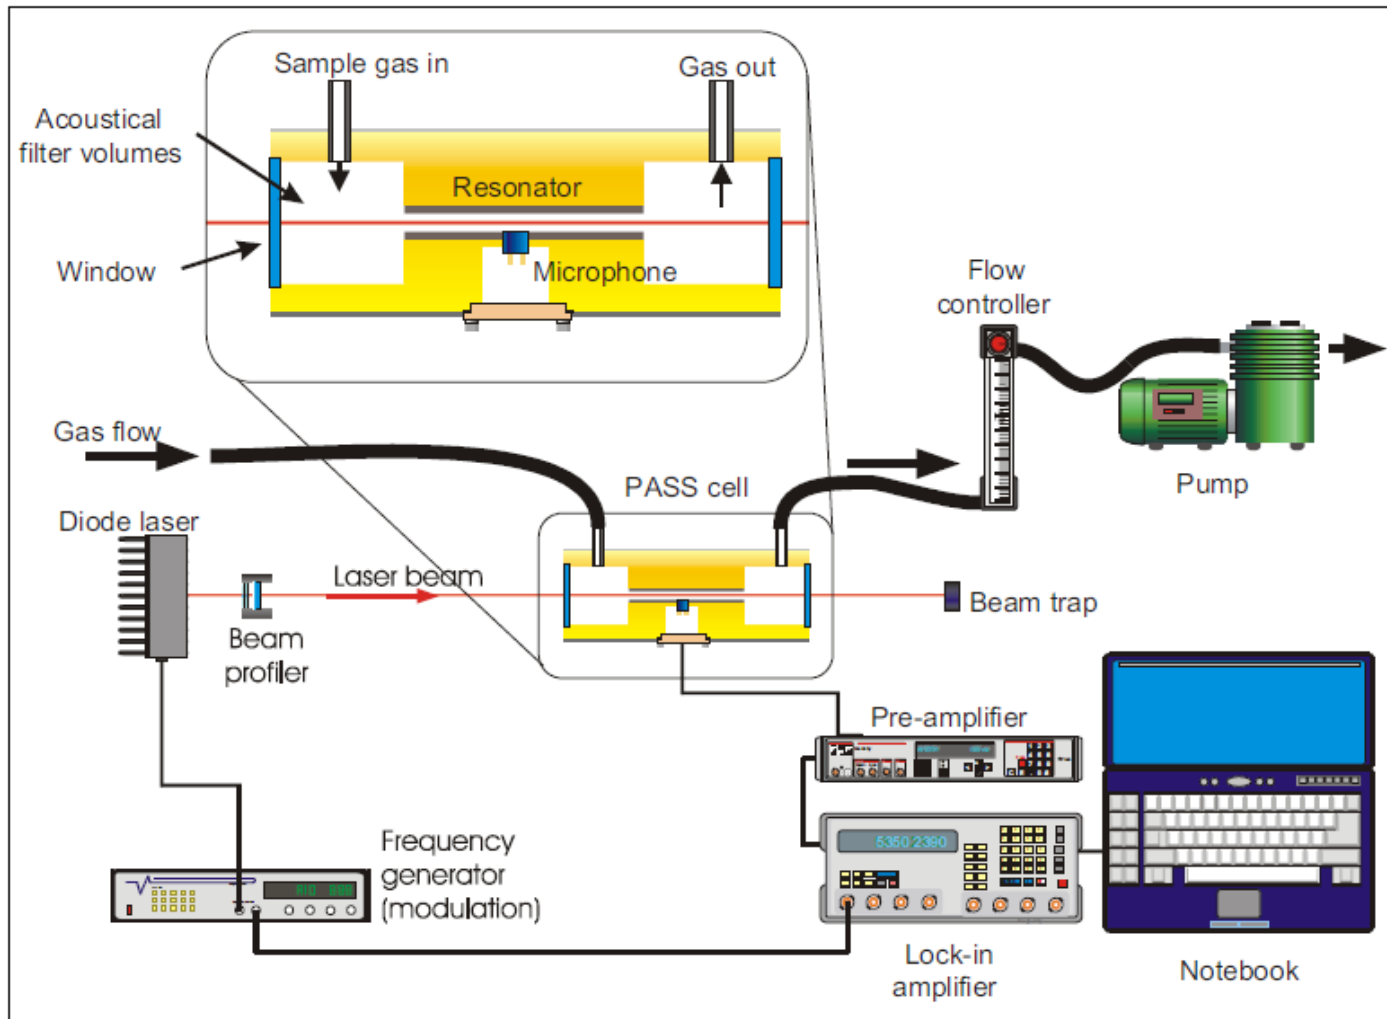 Sample gas in
Gas out
Acoustical
filter volumes
Resonator
Window
Microphone
Flow
controller
Gas flow
PASS cell
Pump
Diode laser
Laser beam
Beam trap
Beam
profiler
Pre-amplifier
Frequency
generator
(modulation)
5350 2390
Lock-in
amplifier
Notebook